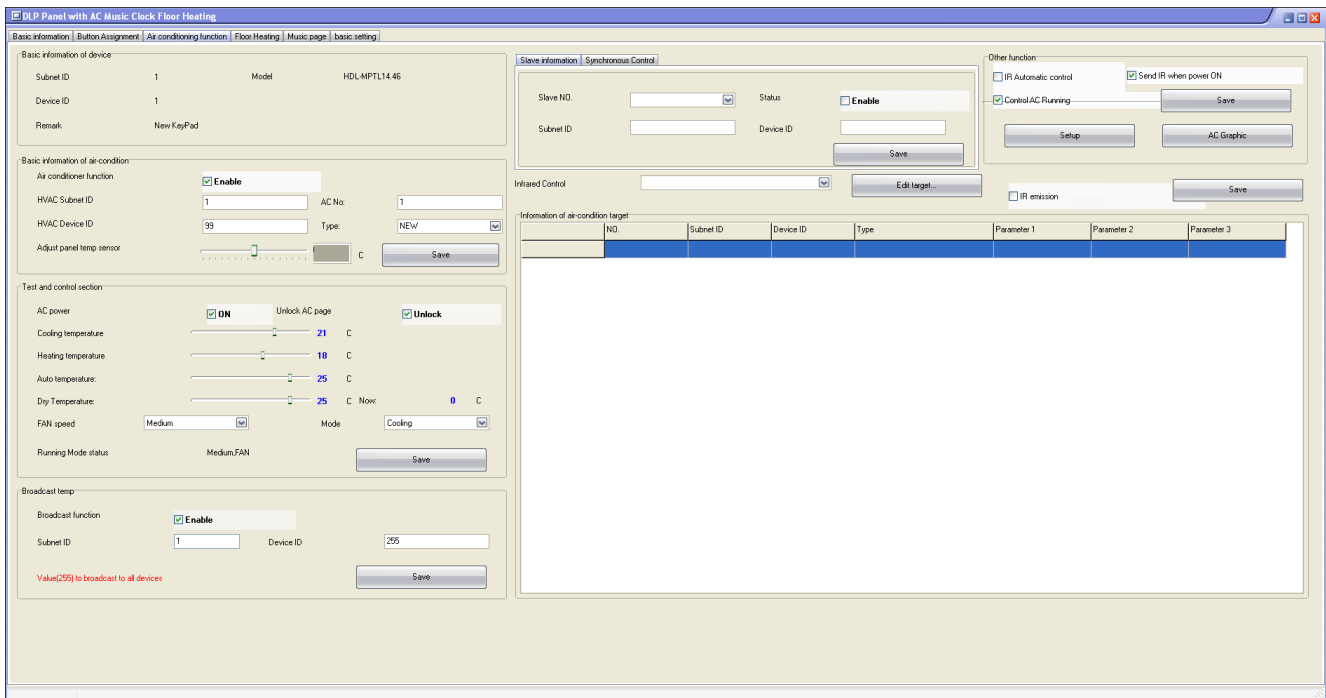 DLP Panel with AC Music Clock Floor Heating
Basic information Button Assignment Air conditioning function Floor Heating Music page basic setting
Basic information of device
Subnet ID 1 Model HDL-MPTL14.46
Device ID 1
Remark New KeyPad
Basic information of air-condition
Air conditioner function Enable
HVAC Subnet ID 1 AC No: 1
HVAC Device ID 99 Type: NEW
Adjust panel temp sensor C Save
Test and control section
AC power ON Unlock AC page Unlock
Cooling temperature 21 C
Heating temperature 18 C
Auto temperature: 25 C
Dry Temperature: 25 C Now: 0 C
FAN speed Medium Mode Cooling
Running Mode status Medium,FAN Save
Broadcast temp
Broadcast function Enable
Subnet ID 1 Device ID 255
Value(255) to broadcast to all devices Save
Slave information Synchronous Control
Slave NO. Status Enable
Subnet ID Device ID
Save
Other function
IR Automatic control Send IR when power ON
Control AC Running Save
Setup AC Graphic
Infrared Control Edit target... IR emission Save
Information of air-condition target
NO. Subnet ID Device ID Type Parameter 1 Parameter 2 Parameter 3